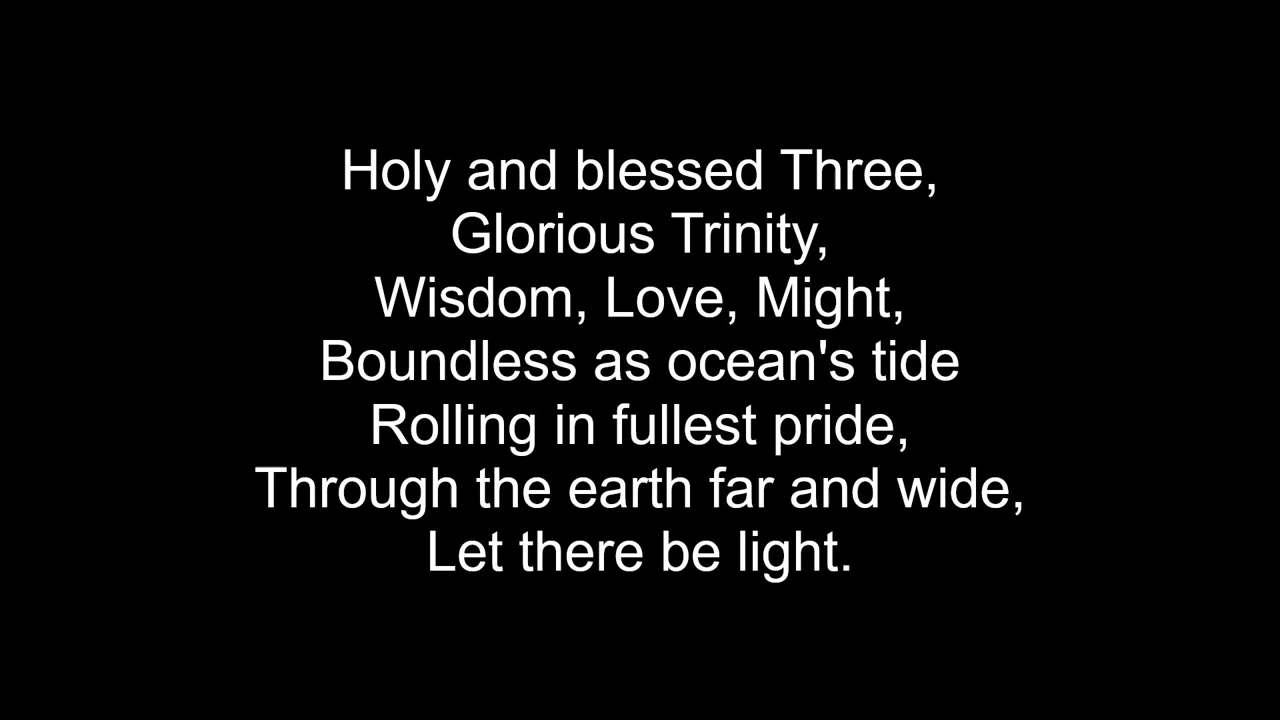 Holy and blessed Three,
Glorious Trinity,
Wisdom, Love, Might,
Boundless as ocean's tide
Rolling in fullest pride,
Through the earth far and wide,
Let there be light.